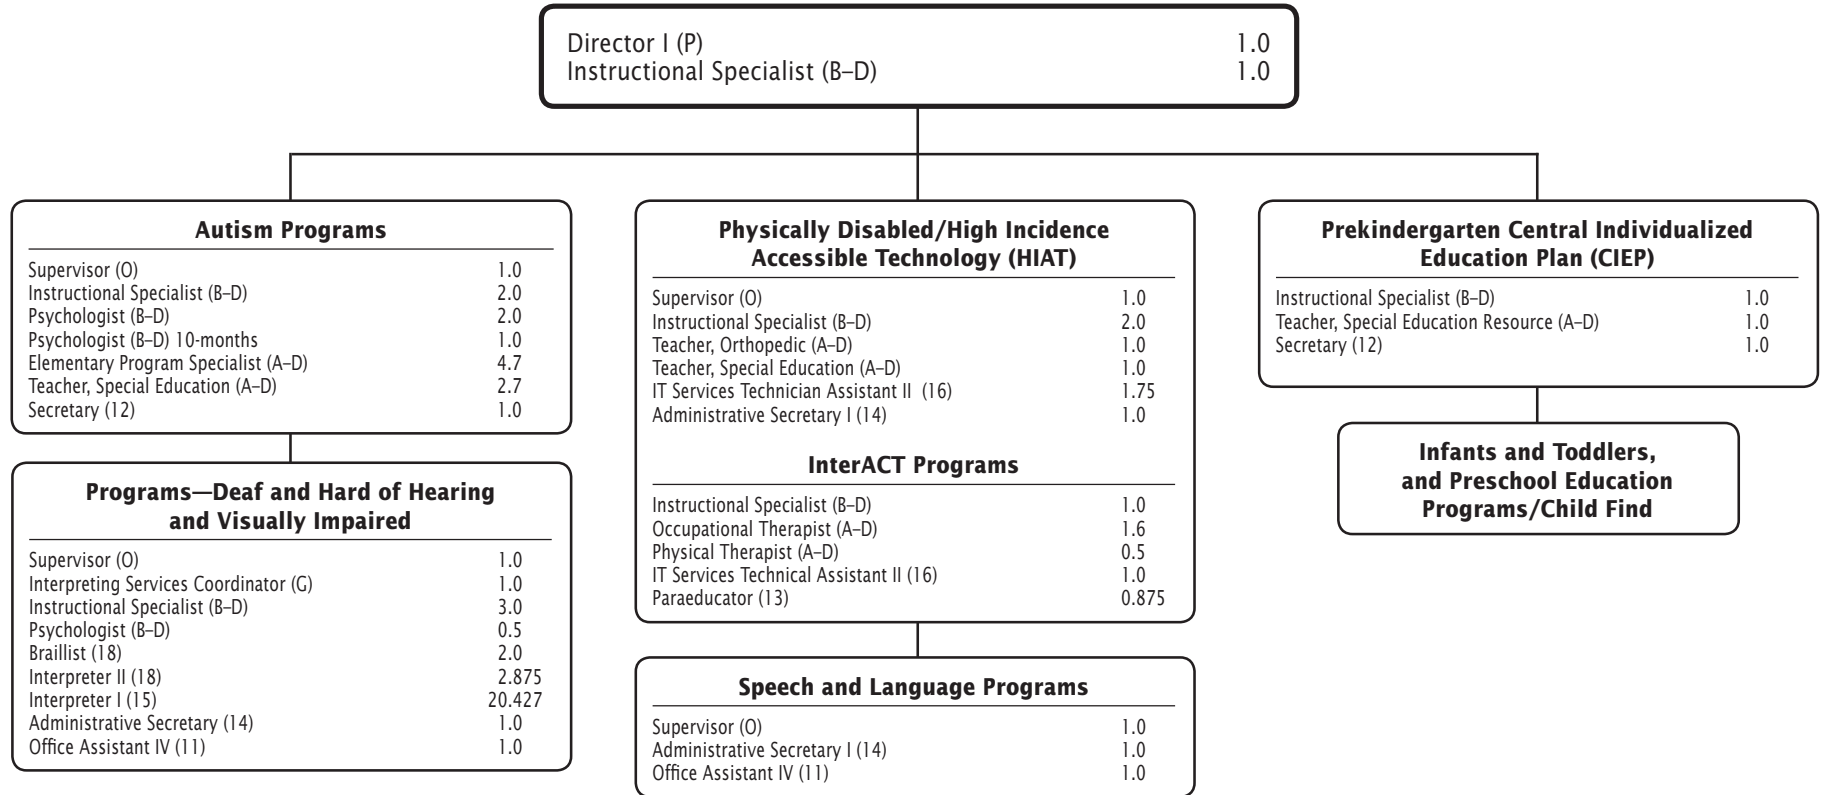 Director I (P) 1.0
Instructional Specialist (B–D) 1.0
Autism Programs
Supervisor (O) 1.0
Instructional Specialist (B–D) 2.0
Psychologist (B–D) 2.0
Psychologist (B–D) 10-months 1.0
Elementary Program Specialist (A–D) 4.7
Teacher, Special Education (A–D) 2.7
Secretary (12) 1.0
Programs—Deaf and Hard of Hearing
and Visually Impaired
Supervisor (O) 1.0
Interpreting Services Coordinator (G) 1.0
Instructional Specialist (B–D) 3.0
Psychologist (B–D) 0.5
Braillist (18) 2.0
Interpreter II (18) 2.875
Interpreter I (15) 20.427
Administrative Secretary (14) 1.0
Office Assistant IV (11) 1.0
Physically Disabled/High Incidence
Accessible Technology (HIAT)
Supervisor (O) 1.0
Instructional Specialist (B–D) 2.0
Teacher, Orthopedic (A–D) 1.0
Teacher, Special Education (A–D) 1.0
IT Services Technician Assistant II (16) 1.75
Administrative Secretary I (14) 1.0
InterACT Programs
Instructional Specialist (B–D) 1.0
Occupational Therapist (A–D) 1.6
Physical Therapist (A–D) 0.5
IT Services Technical Assistant II (16) 1.0
Paraeducator (13) 0.875
Speech and Language Programs
Supervisor (O) 1.0
Administrative Secretary I (14) 1.0
Office Assistant IV (11) 1.0
Prekindergarten Central Individualized
Education Plan (CIEP)
Instructional Specialist (B–D) 1.0
Teacher, Special Education Resource (A–D) 1.0
Secretary (12) 1.0
Infants and Toddlers,
and Preschool Education
Programs/Child Find